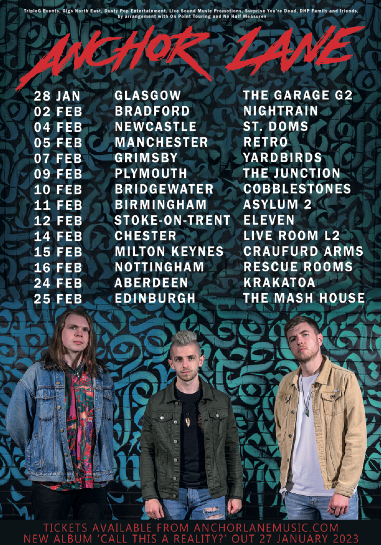 TripleG Events, Gigs North East, Dusty Pop Entertainment, Live Sound Music Promotions, Surprise You're Dead, DHP Family and friends,
by arrangement with On Point Touring and No Half Measures
ANCHOR LANE
28 JAN GLASGOW THE GARAGE G2
02 FEB BRADFORD NIGHTRAIN
04 FEB NEWCASTLE ST. DOMS
05 FEB MANCHESTER RETRO
07 FEB GRIMSBY YARDBIRDS
09 FEB PLYMOUTH THE JUNCTION
10 FEB BRIDGEWATER COBBLESTONES
11 FEB BIRMINGHAM ASYLUM 2
12 FEB STOKE-ON-TRENT ELEVEN
14 FEB CHESTER LIVE ROOM L2
15 FEB MILTON KEYNES CRAUFURD ARMS
16 FEB NOTTINGHAM RESCUE ROOMS
24 FEB ABERDEEN KRAKATOA
25 FEB EDINBURGH THE MASH HOUSE
TICKETS AVAILABLE FROM ANCHORLANEMUSIC.COM
NEW ALBUM 'CALL THIS A REALITY?' OUT 27 JANUARY 2023